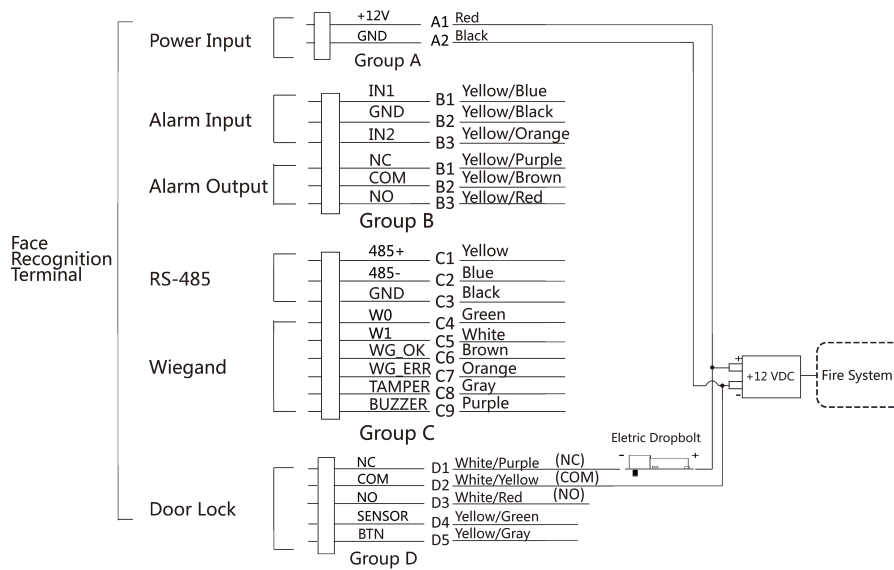 Face
Recognition
Terminal
Power Input
+12V A1 Red
GND A2 Black
Group A
Alarm Input
IN1 B1 Yellow/Blue
GND B2 Yellow/Black
IN2 B3 Yellow/Orange
Alarm Output
NC B1 Yellow/Purple
COM B2 Yellow/Brown
NO B3 Yellow/Red
Group B
RS-485
485+ C1 Yellow
485- C2 Blue
GND C3 Black
Wiegand
W0 C4 Green
W1 C5 White
WG_OK C6 Brown
WG_ERR C7 Orange
TAMPER C8 Gray
BUZZER C9 Purple
Group C
+
+12 VDC
-
Fire System
Eletric Dropbolt
- +
Door Lock
NC D1 White/Purple (NC)
COM D2 White/Yellow (COM)
NO D3 White/Red (NO)
SENSOR D4 Yellow/Green
BTN D5 Yellow/Gray
Group D